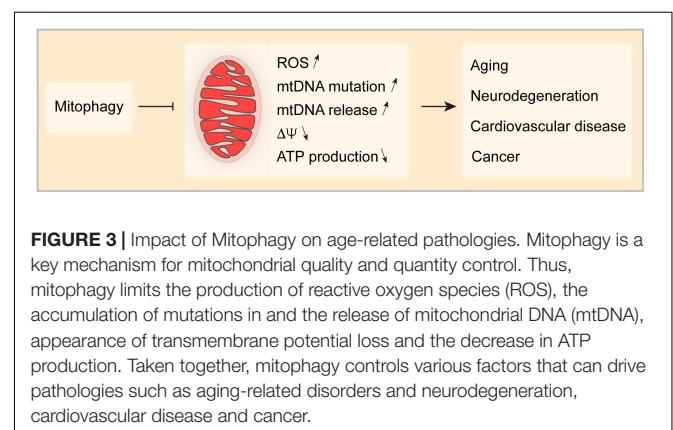 Mitophagy
ROS ↗
mtDNA mutation ↗
mtDNA release ↗
ΔΨ ↘
ATP production ↘
Aging
Neurodegeneration
Cardiovascular disease
Cancer
FIGURE 3 | Impact of Mitophagy on age-related pathologies. Mitophagy is a
key mechanism for mitochondrial quality and quantity control. Thus,
mitophagy limits the production of reactive oxygen species (ROS), the
accumulation of mutations in and the release of mitochondrial DNA (mtDNA),
appearance of transmembrane potential loss and the decrease in ATP
production. Taken together, mitophagy controls various factors that can drive
pathologies such as aging-related disorders and neurodegeneration,
cardiovascular disease and cancer.